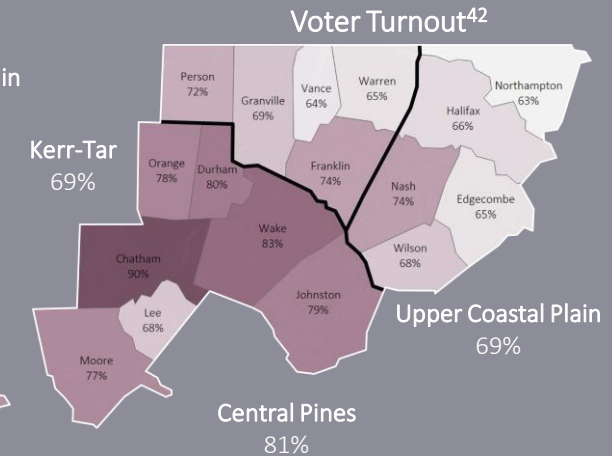 Voter Turnout42
in
Person
72%
Granville
69%
Vance
64%
Warren
65%
Northampton
63%
Halifax
66%
Kerr-Tar
69%
Orange
78%
Durham
80%
Franklin
74%
Nash
74%
Edgecombe
65%
Wake
83%
Wilson
68%
Chatham
90%
Johnston
79%
Lee
68%
Upper Coastal Plain
69%
Moore
77%
Central Pines
81%